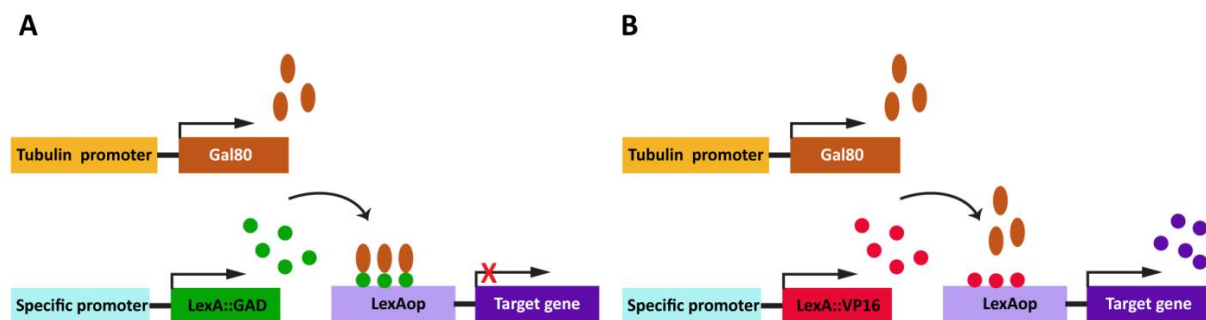 A
Tubulin promoter
Gal80
Specific promoter
LexA::GAD
LexAop
X
Target gene
B
Tubulin promoter
Gal80
Specific promoter
LexA::VP16
LexAop
Target gene